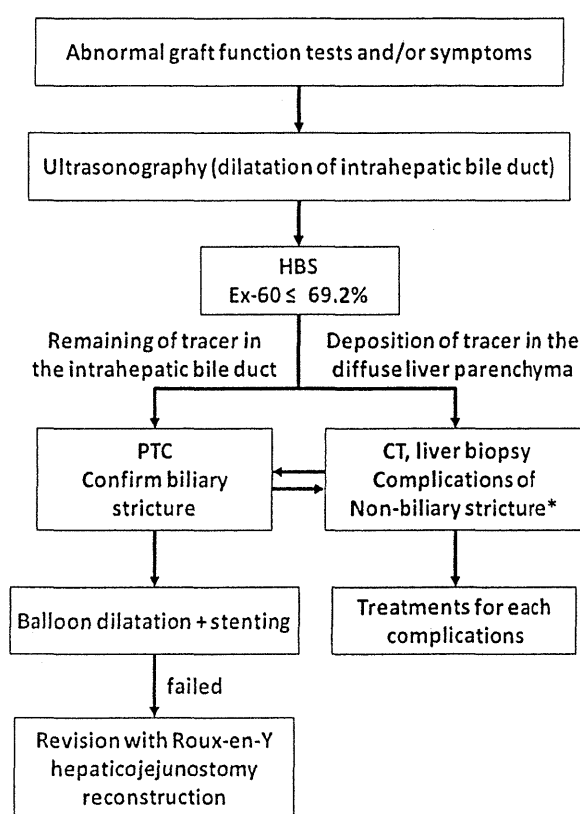 Abnormal graft function tests and/or symptoms
Ultrasonography (dilatation of intrahepatic bile duct)
HBS
Ex-60 ≤ 69.2%
Remaining of tracer in
the intrahepatic bile duct
Deposition of tracer in the
diffuse liver parenchyma
PTC
Confirm biliary
stricture
CT, liver biopsy
Complications of
Non-biliary stricture*
Balloon dilatation + stenting
Treatments for each
complications
failed
Revision with Roux-en-Y
hepaticojejunostomy
reconstruction